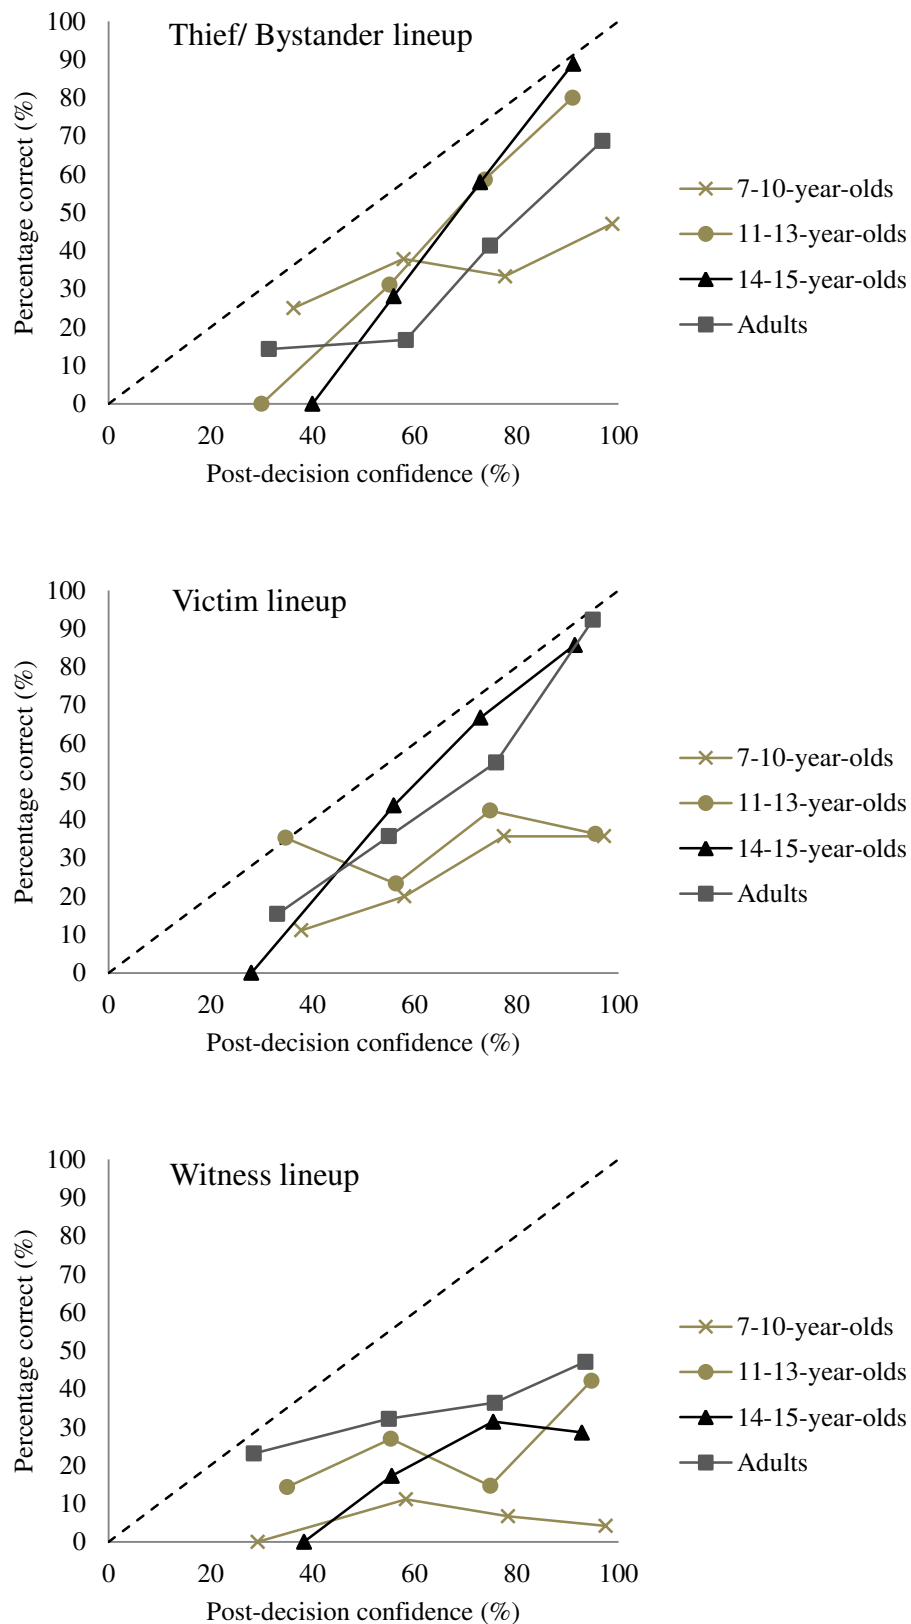 Thief/ Bystander lineup
Percentage correct (%)
100
90
80
70
60
50
40
30
20
10
0
0 20 40 60 80 100
Post-decision confidence (%)
7-10-year-olds
11-13-year-olds
14-15-year-olds
Adults
Victim lineup
Percentage correct (%)
100
90
80
70
60
50
40
30
20
10
0
0 20 40 60 80 100
Post-decision confidence (%)
7-10-year-olds
11-13-year-olds
14-15-year-olds
Adults
Witness lineup
Percentage correct (%)
100
90
80
70
60
50
40
30
20
10
0
0 20 40 60 80 100
Post-decision confidence (%)
7-10-year-olds
11-13-year-olds
14-15-year-olds
Adults